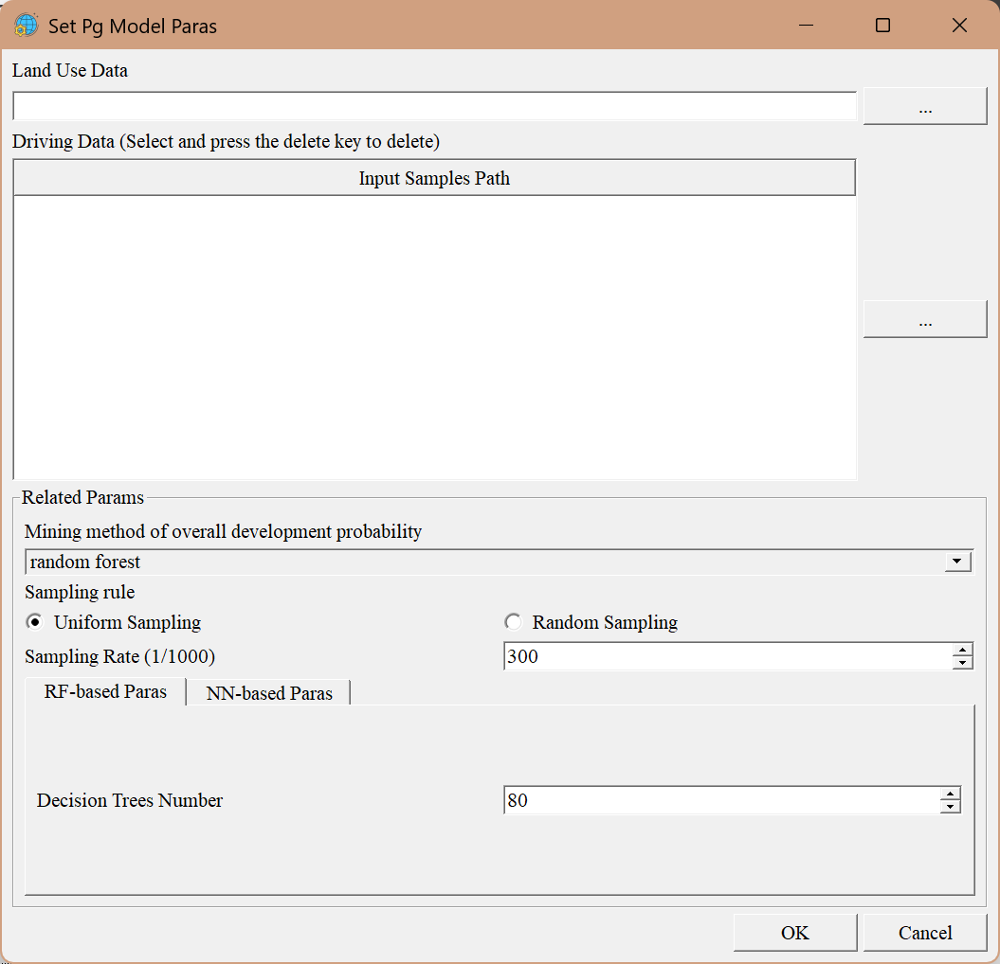 Set Pg Model Paras
Land Use Data
...
Driving Data (Select and press the delete key to delete)
Input Samples Path
...
Related Params
Mining method of overall development probability
random forest
Sampling rule
Uniform Sampling
Random Sampling
Sampling Rate (1/1000)
300
RF-based Paras
NN-based Paras
Decision Trees Number
80
OK
Cancel